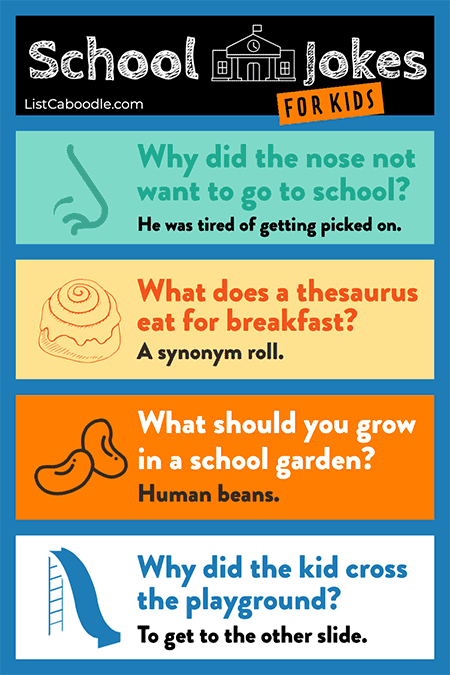 School Jokes
FOR KIDS
ListCaboodle.com
Why did the nose not
want to go to school?
He was tired of getting picked on.
What does a thesaurus
eat for breakfast?
A synonym roll.
What should you grow
in a school garden?
Human beans.
Why did the kid cross
the playground?
To get to the other slide.